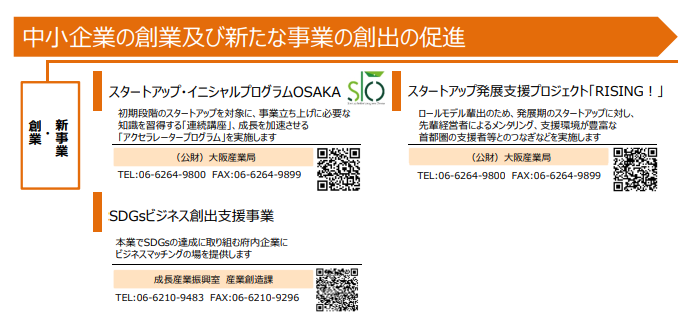 中小企業の創業及び新たな事業の創出の促進
新事業・創業
スタートアップ・イニシャルプログラムOSAKA
SIO
初期段階のスタートアップを対象に、事業立ち上げに必要な
知識を習得する「連続講座」、成長を加速させる
「アクセラレータープログラム」を実施します
（公財）大阪産業局
TEL:06-6264-9800 FAX:06-6264-9899
スタートアップ発展支援プロジェクト「RISING！」
ロールモデル輩出のため、発展期のスタートアップに対し、
先輩経営者によるメンタリング、支援環境が豊富な
首都圏の支援者等とのつなぎなどを実施します
（公財）大阪産業局
TEL:06-6264-9800 FAX:06-6264-9899
SDGsビジネス創出支援事業
本業でSDGsの達成に取り組む府内企業に
ビジネスマッチングの場を提供します
成長産業振興室 産業創造課
TEL:06-6210-9483 FAX:06-6210-9296